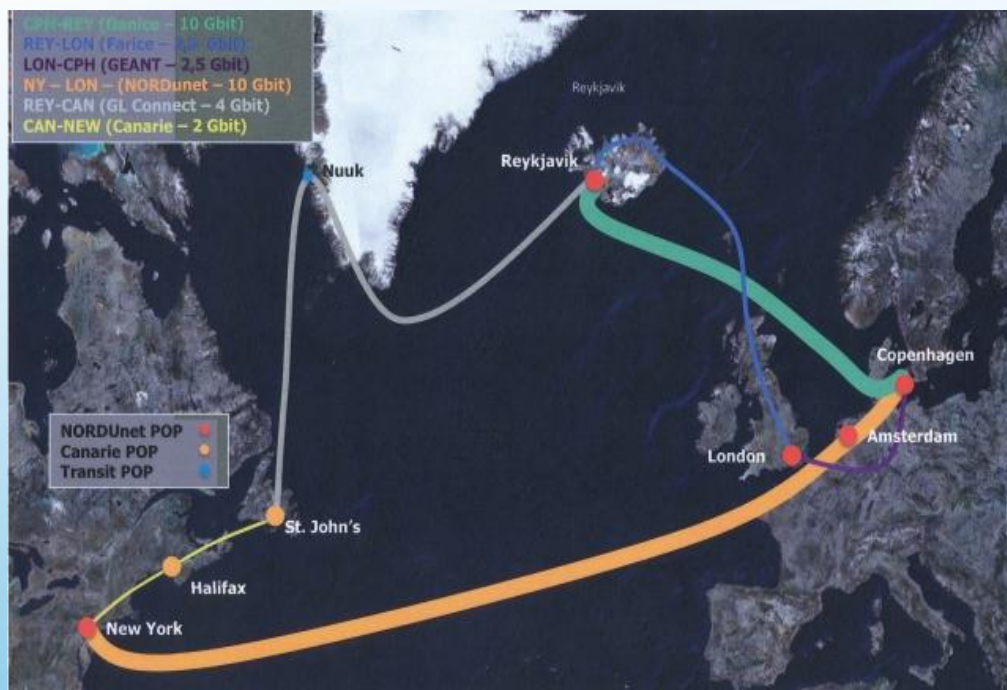 CPH-REY (Danice – 10 Gbit)
REY-LON (Farice – Gbit)
LON-CPH (GEANT – 2,5 Gbit)
NY – LON – (NORDunet – 10 Gbit)
REY-CAN (GL Connect – 4 Gbit)
CAN-NEW (Canarie – 2 Gbit)
Reykjavik
Reykjavik
Nuuk
Copenhagen
NORDUnet POP
Canarie POP
Transit POP
Amsterdam
London
St. John's
Halifax
New York